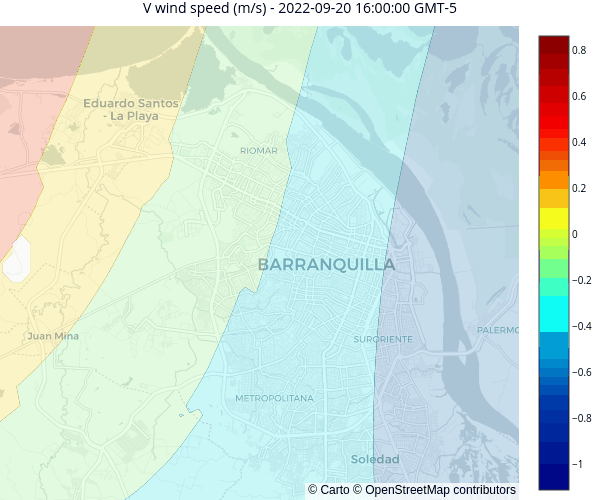 V wind speed (m/s) - 2022-09-20 16:00:00 GMT-5
Eduardo Santos
- La Playa
RIOMAR
BARRANQUILLA
Juan Mina
SURORIENTE
PALERMO
METROPOLITANA
Soledad
© Carto © OpenStreetMap contributors
0.8
0.6
0.4
0.2
0
−0.2
−0.4
−0.6
−0.8
−1